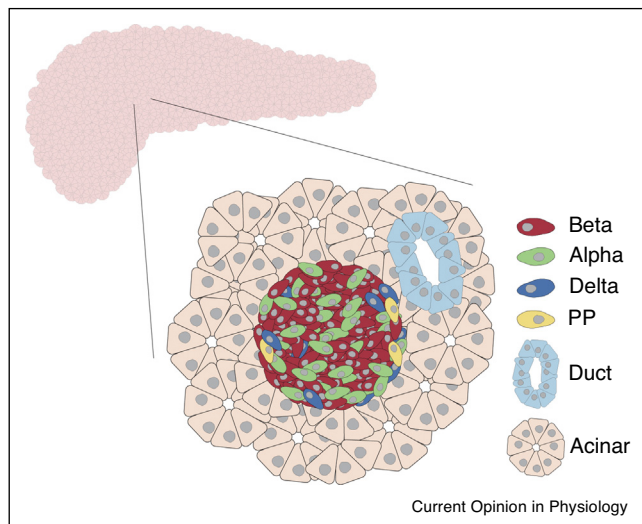 Beta
Alpha
Delta
PP
Duct
Acinar
Current Opinion in Physiology